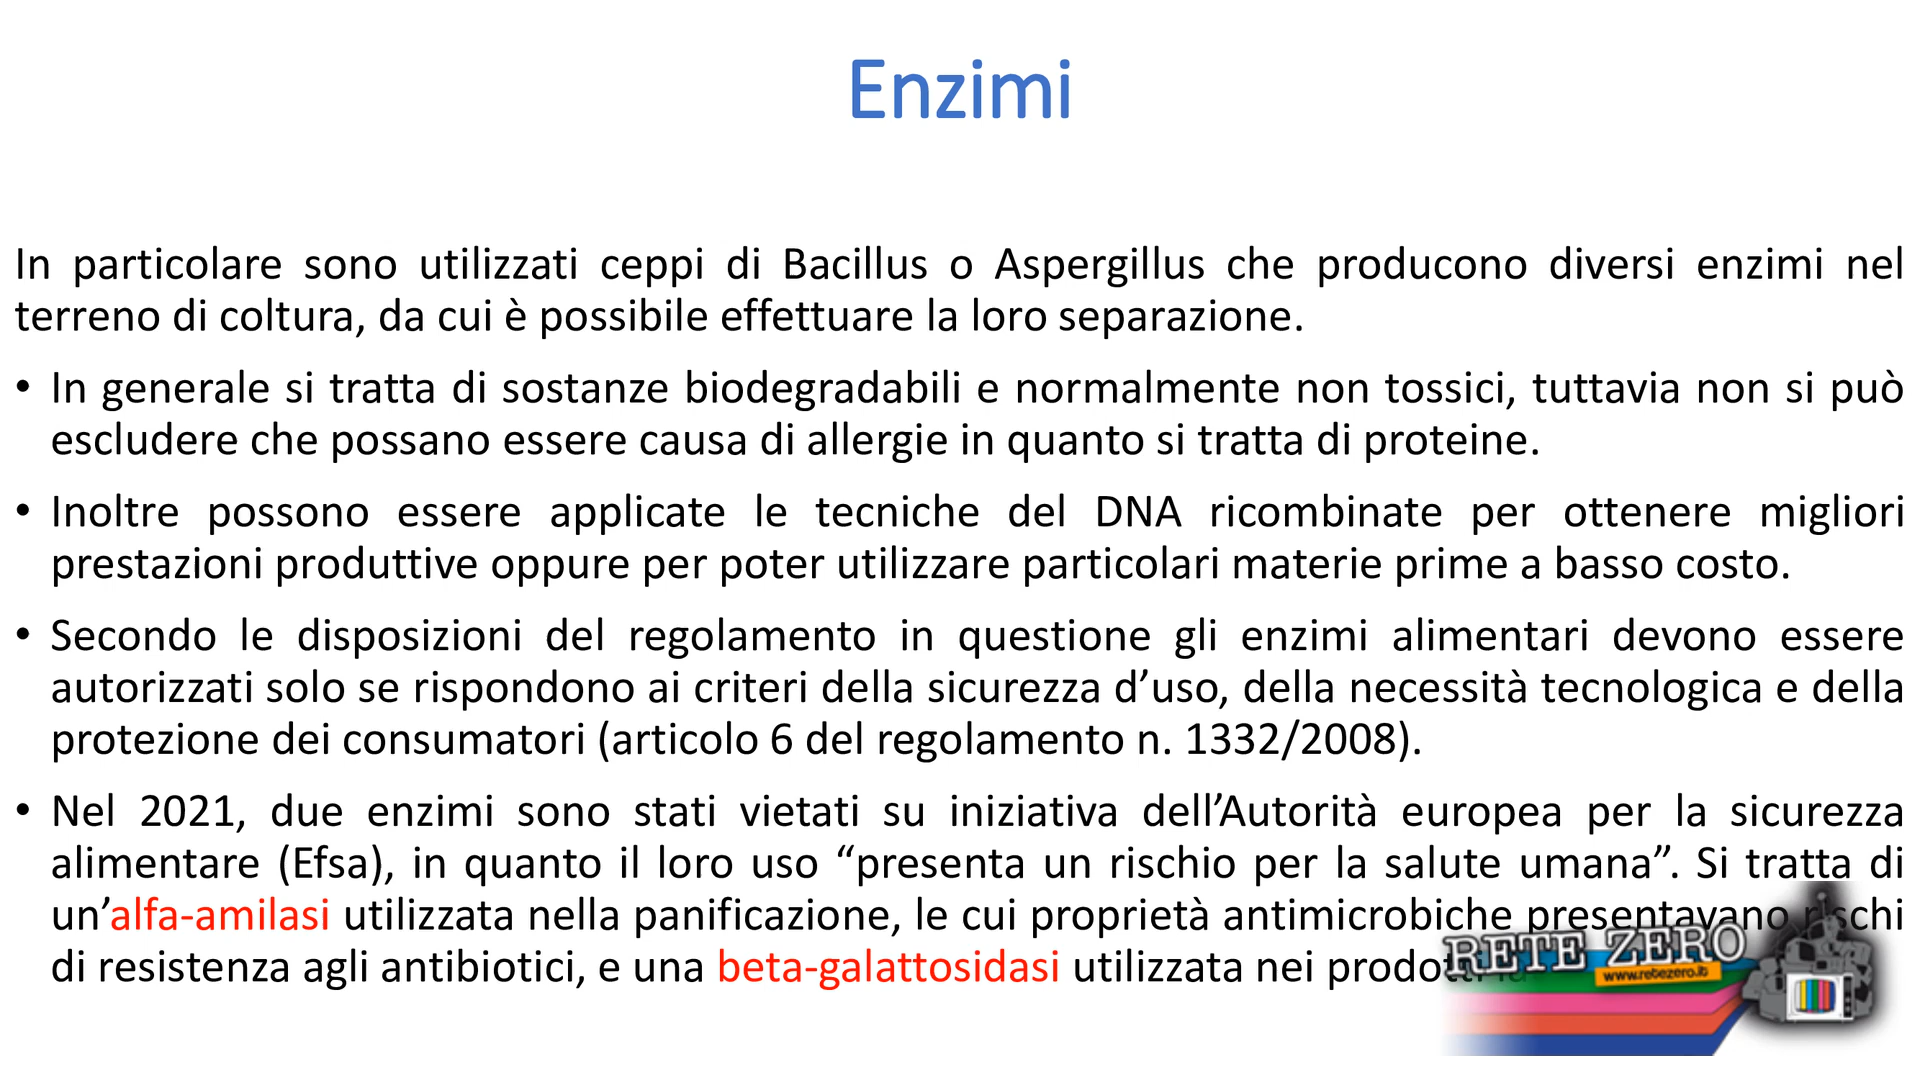 Enzimi
In particolare sono utilizzati ceppi di Bacillus o Aspergillus che producono diversi enzimi nel
terreno di coltura, da cui è possibile effettuare la loro separazione.
• In generale si tratta di sostanze biodegradabili e normalmente non tossici, tuttavia non si può
escludere che possano essere causa di allergie in quanto si tratta di proteine.
• Inoltre possono essere applicate le tecniche del DNA ricombinate per ottenere migliori
prestazioni produttive oppure per poter utilizzare particolari materie prime a basso costo.
• Secondo le disposizioni del regolamento in questione gli enzimi alimentari devono essere
autorizzati solo se rispondono ai criteri della sicurezza d’uso, della necessità tecnologica e della
protezione dei consumatori (articolo 6 del regolamento n. 1332/2008).
• Nel 2021, due enzimi sono stati vietati su iniziativa dell’Autorità europea per la sicurezza
alimentare (Efsa), in quanto il loro uso “presenta un rischio per la salute umana”. Si tratta di
un’alfa-amilasi utilizzata nella panificazione, le cui proprietà antimicrobiche presentavano rischi
di resistenza agli antibiotici, e una beta-galattosidasi utilizzata nei prodotti
RETE ZERO
www.retezero.it